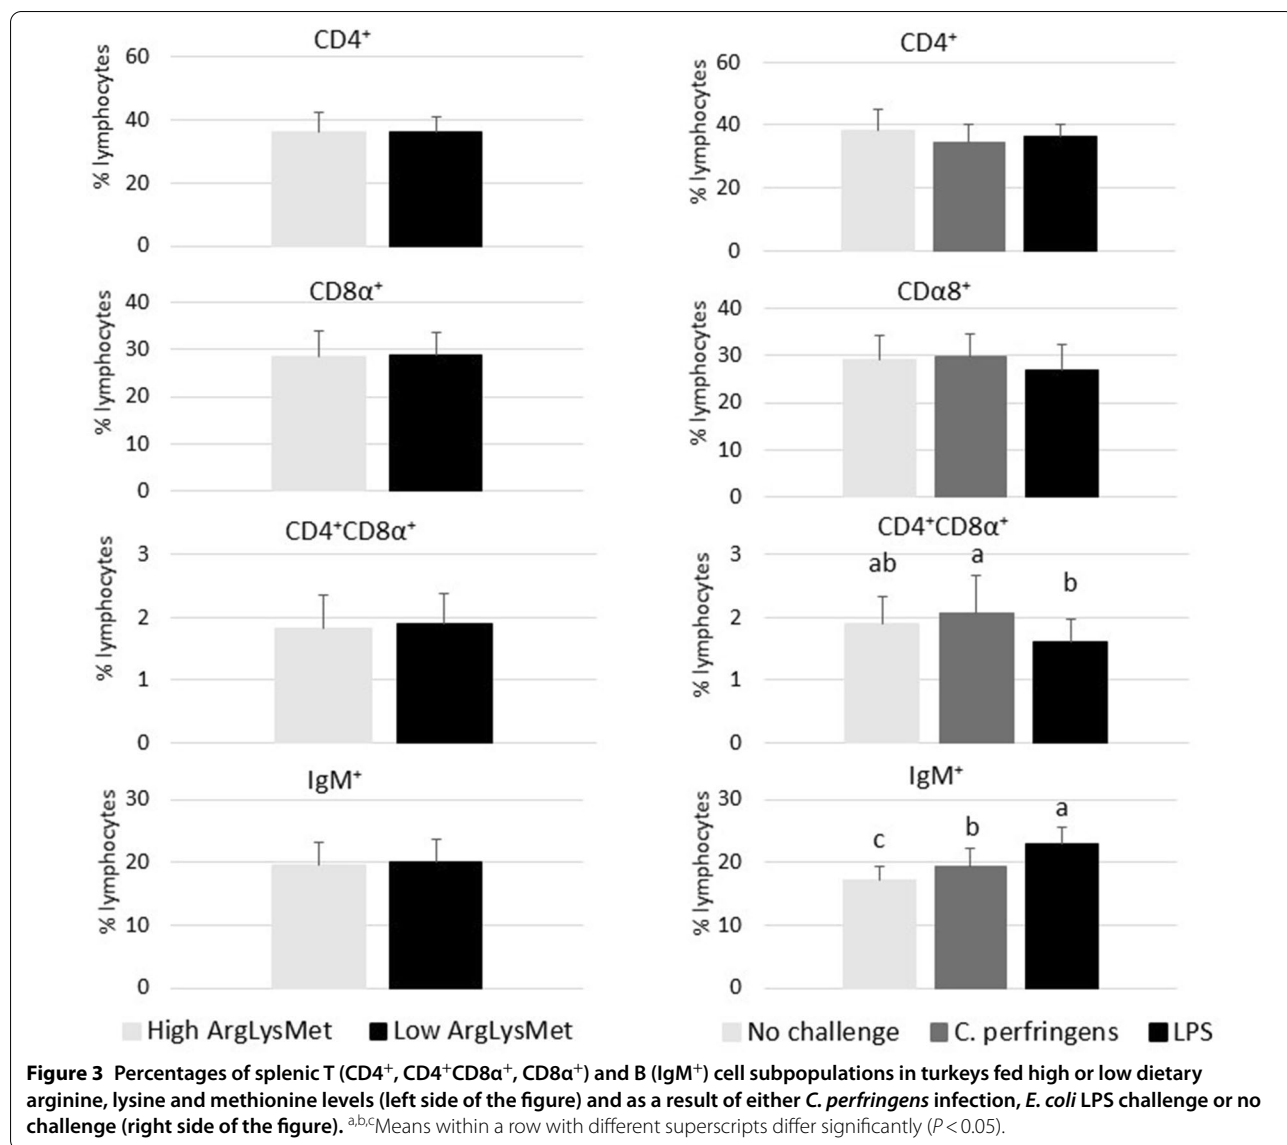 CD4⁺
% lymphocytes
60
40
20
0
CD4⁺
% lymphocytes
60
40
20
0
CD8α⁺
% lymphocytes
40
30
20
10
0
CDα8⁺
% lymphocytes
40
30
20
10
0
CD4⁺CD8α⁺
% lymphocytes
3
2
1
0
CD4⁺CD8α⁺
% lymphocytes
3
2
1
0
ab
a
b
IgM⁺
% lymphocytes
30
20
10
0
IgM⁺
% lymphocytes
30
20
10
0
c
b
a
High ArgLysMet Low ArgLysMet
No challenge C. perfringens LPS
Figure 3 Percentages of splenic T (CD4⁺, CD4⁺CD8α⁺, CD8α⁺) and B (IgM⁺) cell subpopulations in turkeys fed high or low dietary
arginine, lysine and methionine levels (left side of the figure) and as a result of either C. perfringens infection, E. coli LPS challenge or no
challenge (right side of the figure). ᵃ,ᵇ,ᶜMeans within a row with different superscripts differ significantly (P < 0.05).